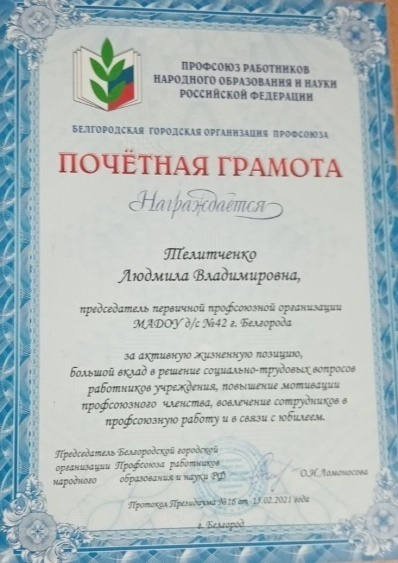 ПРОФСОЮЗ РАБОТНИКОВ
НАРОДНОГО ОБРАЗОВАНИЯ И НАУКИ
РОССИЙСКОЙ ФЕДЕРАЦИИ
БЕЛГОРОДСКАЯ ГОРОДСКАЯ ОРГАНИЗАЦИЯ ПРОФСОЮЗА
ПОЧЁТНАЯ ГРАМОТА
Награждается
Телитченко
Людмила Владимировна,
председатель первичной профсоюзной организации
МАДОУ д/с №42 г. Белгорода
за активную жизненную позицию,
большой вклад в решение социально-трудовых вопросов
работников учреждения, повышение мотивации
профсоюзного членства, вовлечение сотрудников в
профсоюзную работу и в связи с юбилеем.
Председатель Белгородской городской
организации Профсоюза работников
народного образования и науки РФ
О.Н.Ломоносова
Протокол Президиума №16 от 15.02.2021 года
г. Белгород